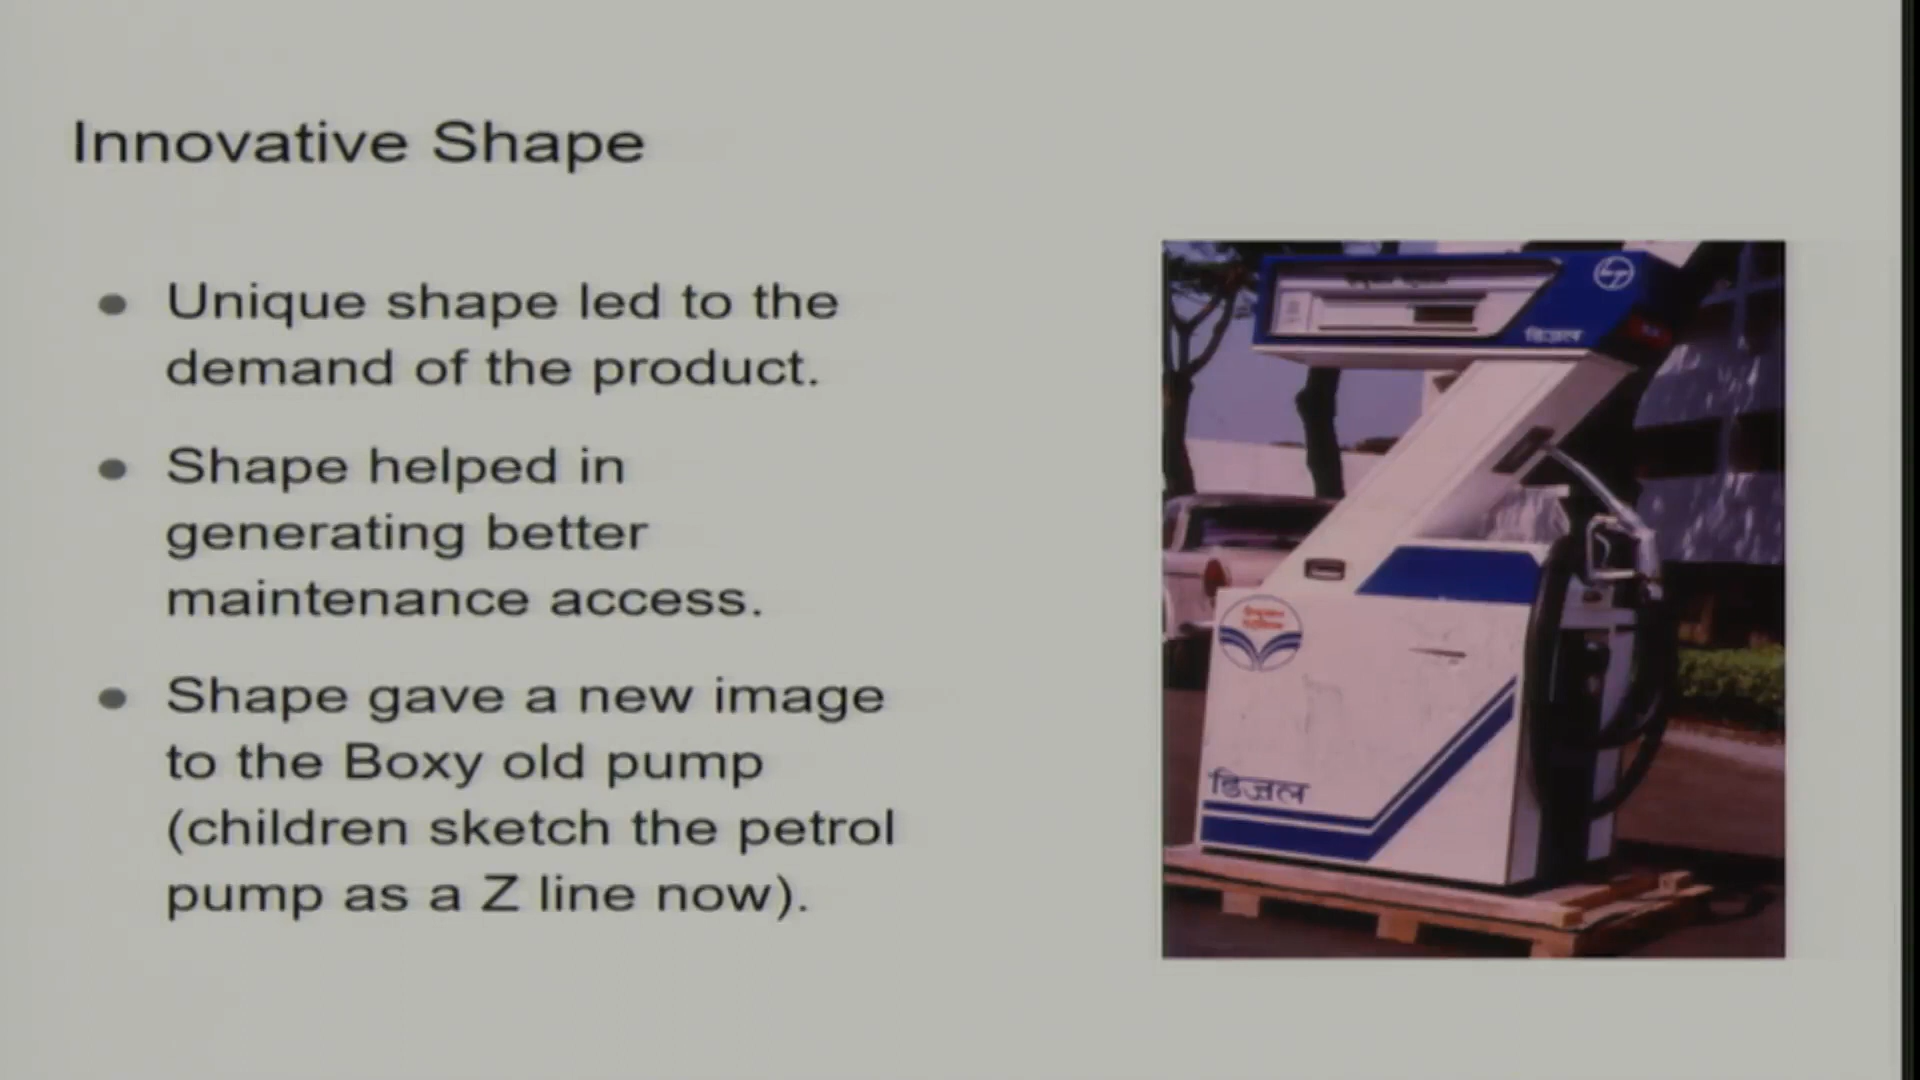 Innovative Shape
Unique shape led to the
demand of the product.
Shape helped in
generating better
maintenance access.
Shape gave a new image
to the Boxy old pump
(children sketch the petrol
pump as a Z line now).
डिज़ल
डिज़ल